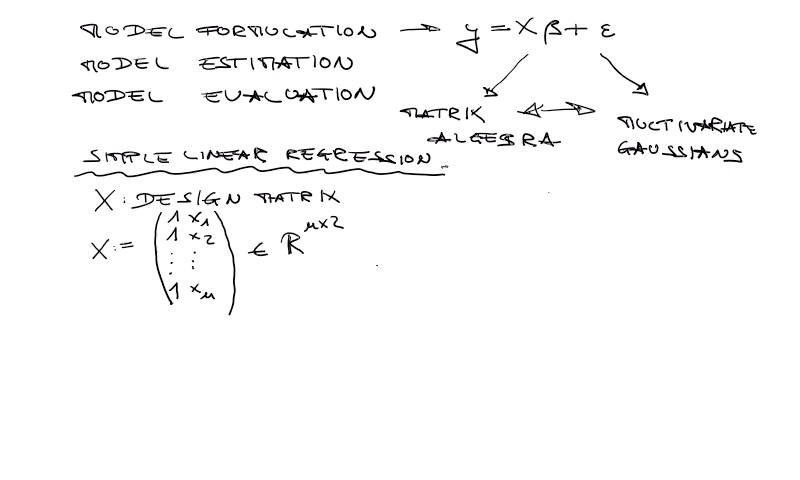 MODEL FORMULATION → y = Xβ + ε
MODEL ESTIMATION
MODEL EVALUATION
MATRIX ALGEBRA ↔ MULTIVARIATE GAUSSIANS
SIMPLE LINEAR REGRESSION
X: DESIGN MATRIX
1 x₁
1 x₂
X := ⋮ ⋮ ∈ ℝⁿˣ²
1 xₙ